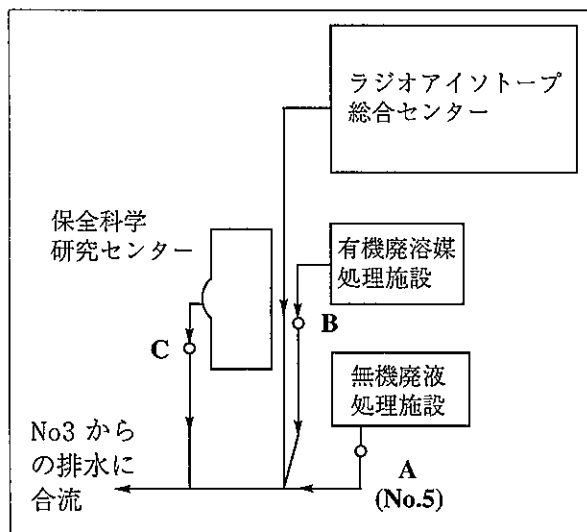 ラジオアイソトープ
総合センター
保全科学
研究センター
有機廃溶媒
処理施設
B
C
無機廃液
処理施設
No3 から
の排水に
合流
A
(No.5)